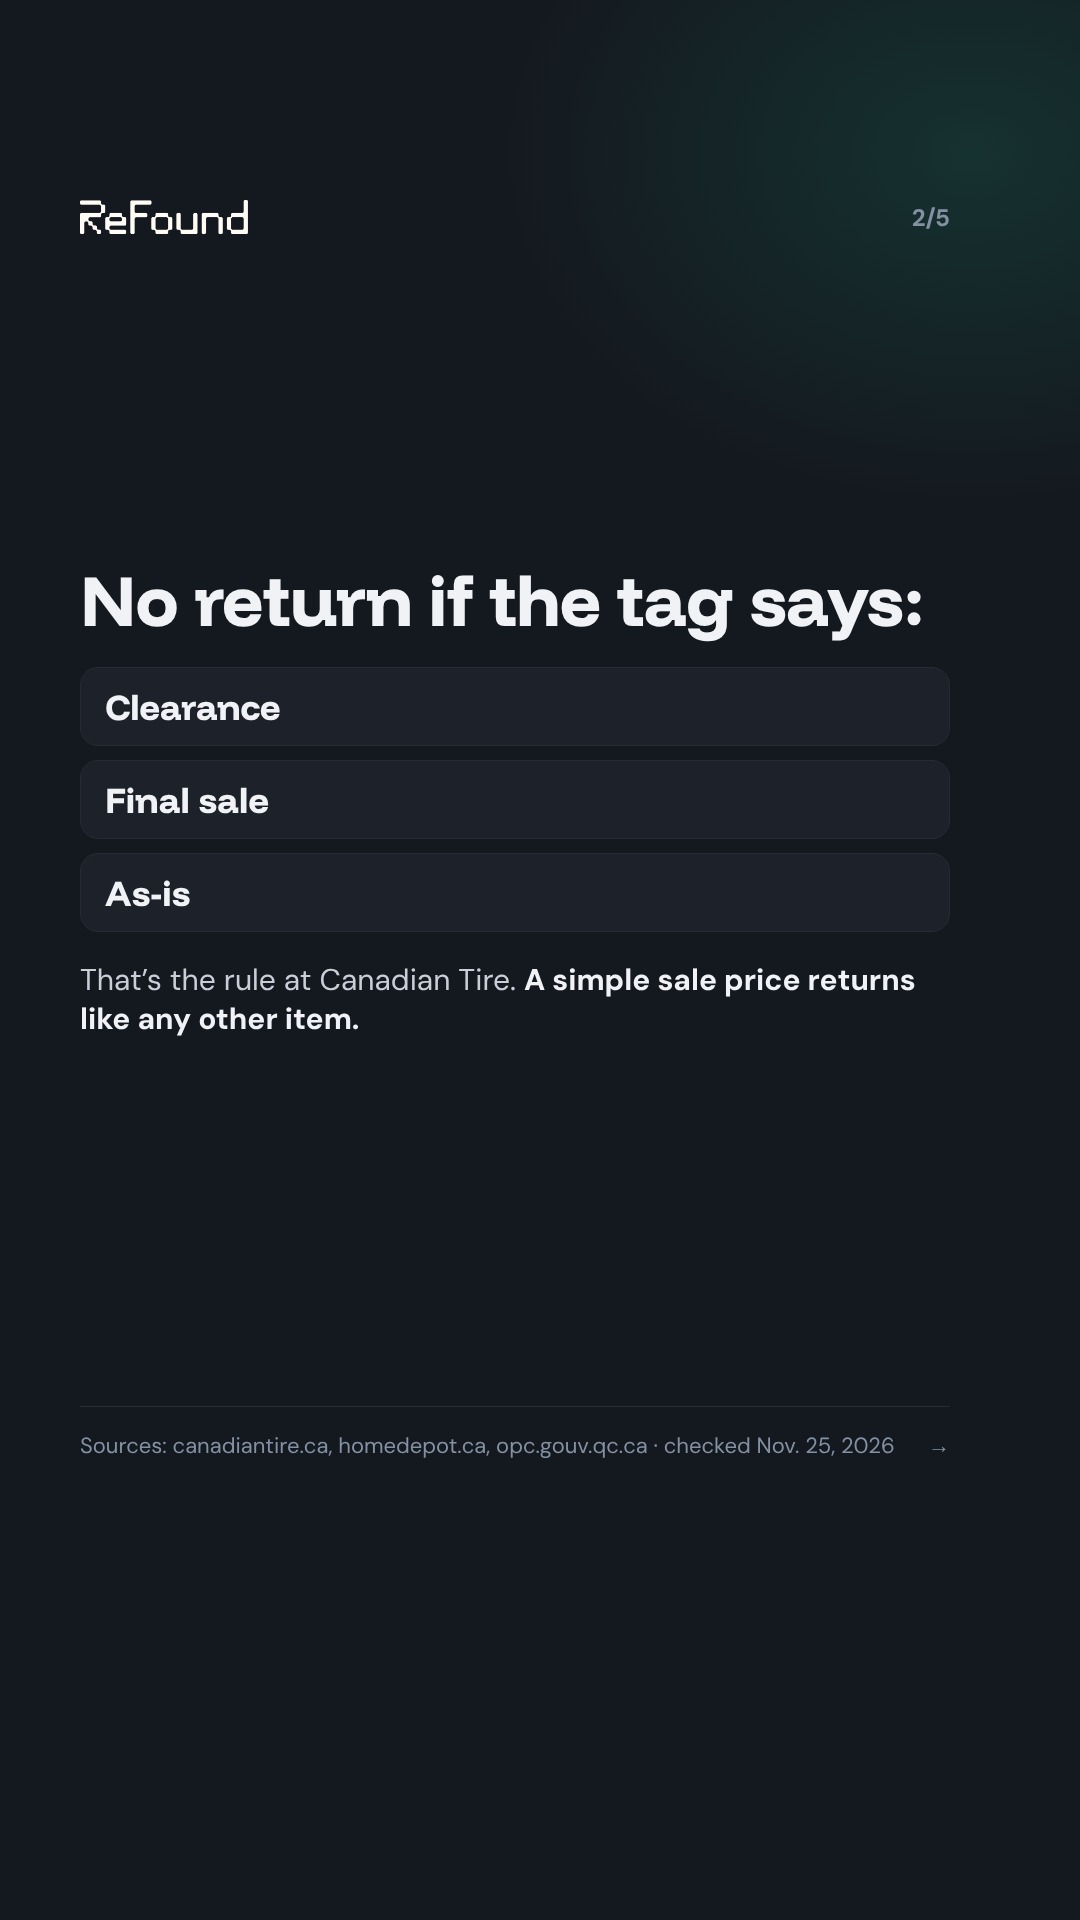 ReFound
2/5
No return if the tag says:
Clearance
Final sale
As-is
That’s the rule at Canadian Tire. A simple sale price returns
like any other item.
Sources: canadiantire.ca, homedepot.ca, opc.gouv.qc.ca · checked Nov. 25, 2026 →